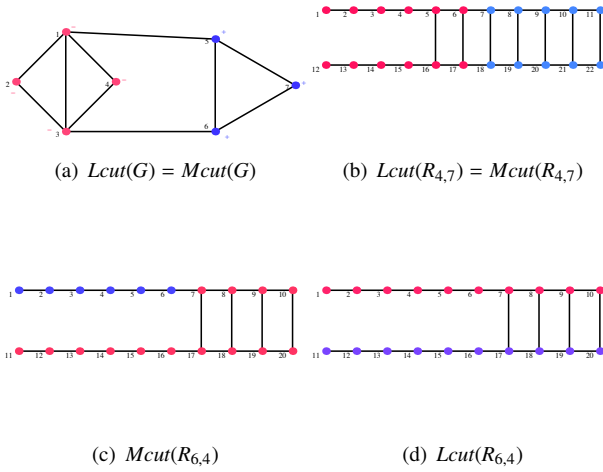 1 −
5 +
2 −
4 −
7 +
3 −
6 +
(a) Lcut(G) = Mcut(G)
1 2 3 4 5 6 7 8 9 10 11
12 13 14 15 16 17 18 19 20 21 22
(b) Lcut(R4,7) = Mcut(R4,7)
1 2 3 4 5 6 7 8 9 10
11 12 13 14 15 16 17 18 19 20
(c) Mcut(R6,4)
1 2 3 4 5 6 7 8 9 10
11 12 13 14 15 16 17 18 19 20
(d) Lcut(R6,4)